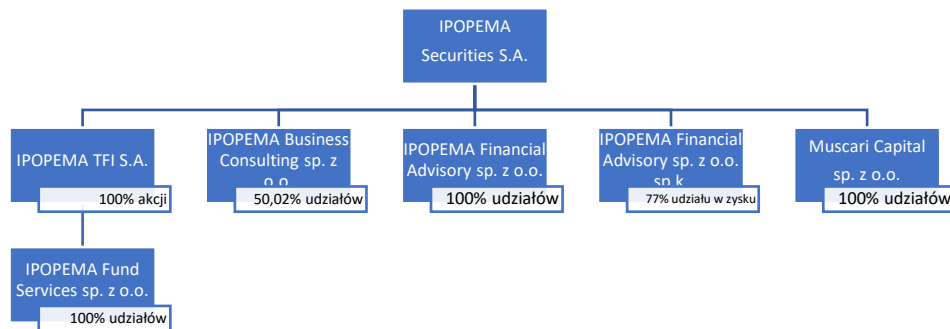 IPOPEMA
Securities S.A.
IPOPEMA TFI S.A.
100% akcji
IPOPEMA Business
Consulting sp. z
o.o.
50,02% udziałów
IPOPEMA Financial
Advisory sp. z o.o.
100% udziałów
IPOPEMA Financial
Advisory sp. z o.o.
sp.k.
77% udziału w zysku
Muscari Capital
sp. z o.o.
100% udziałów
IPOPEMA Fund
Services sp. z o.o.
100% udziałów